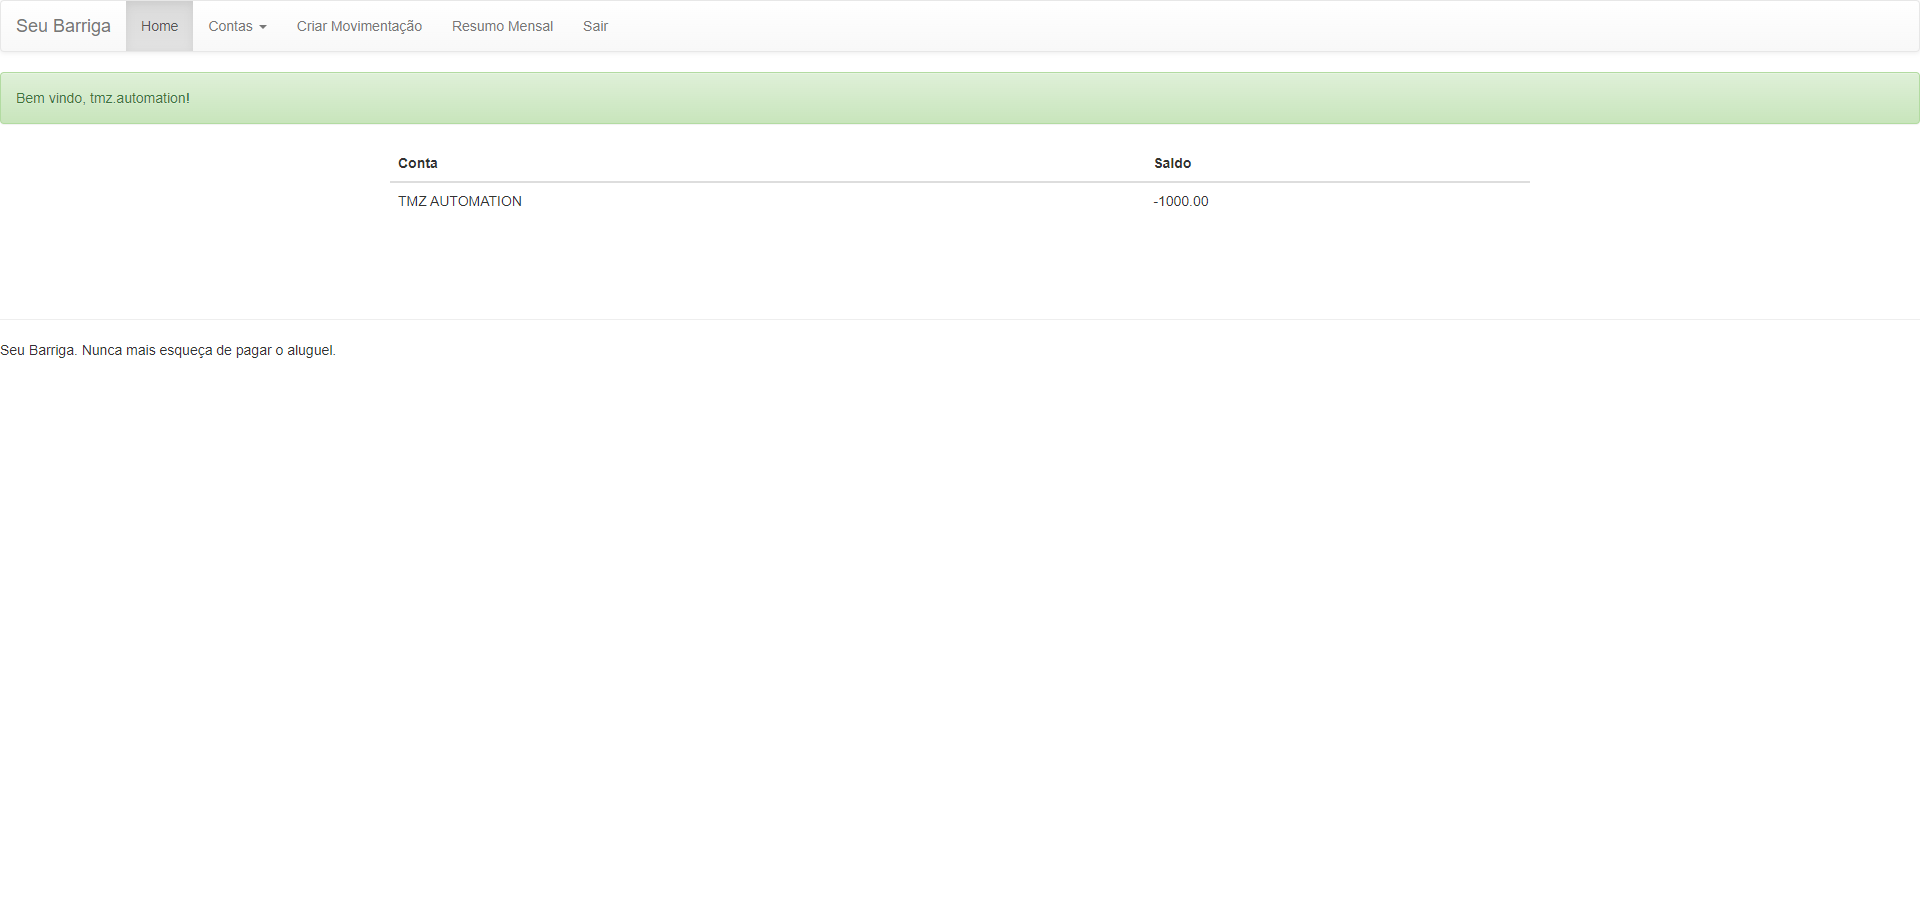 Seu Barriga Home Contas Criar Movimentação Resumo Mensal Sair
Bem vindo, tmz.automation!
Conta Saldo
TMZ AUTOMATION -1000.00
Seu Barriga. Nunca mais esqueça de pagar o aluguel.